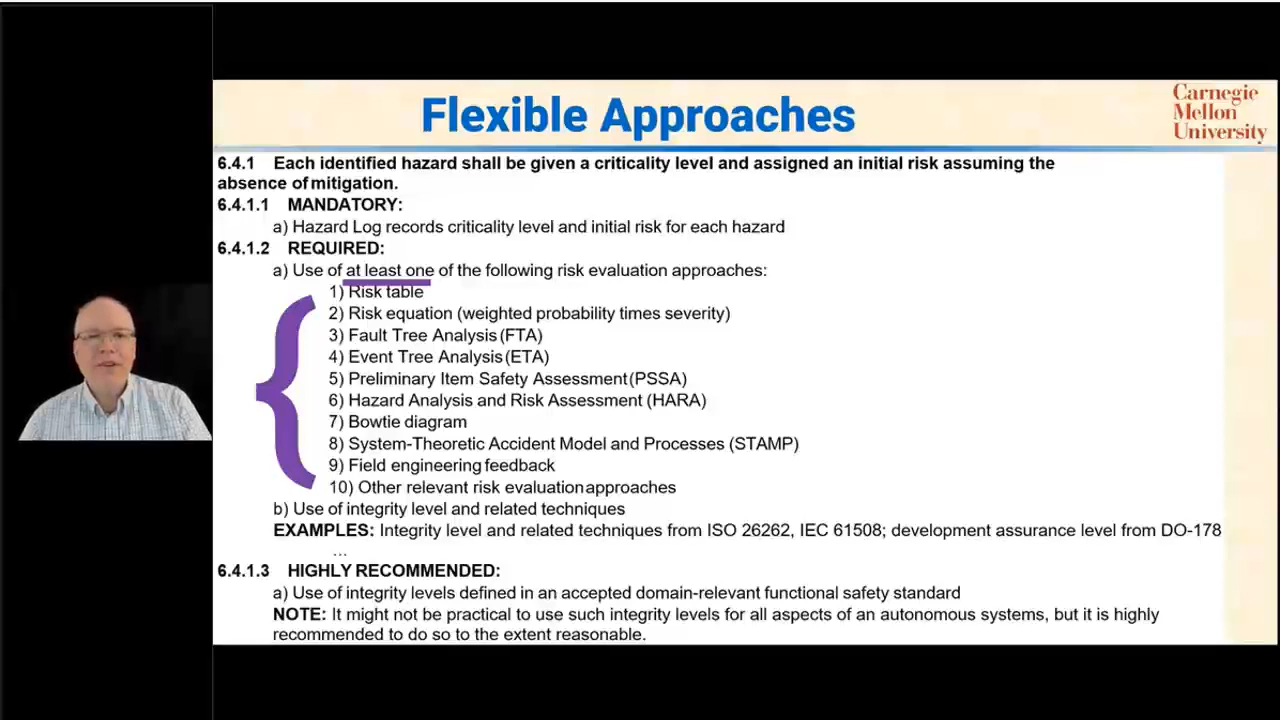 Flexible Approaches
Carnegie
Mellon
University
6.4.1 Each identified hazard shall be given a criticality level and assigned an initial risk assuming the
absence of mitigation.
6.4.1.1 MANDATORY:
a) Hazard Log records criticality level and initial risk for each hazard
6.4.1.2 REQUIRED:
a) Use of at least one of the following risk evaluation approaches:
1) Risk table
2) Risk equation (weighted probability times severity)
3) Fault Tree Analysis (FTA)
4) Event Tree Analysis (ETA)
5) Preliminary Item Safety Assessment (PSSA)
6) Hazard Analysis and Risk Assessment (HARA)
7) Bowtie diagram
8) System-Theoretic Accident Model and Processes (STAMP)
9) Field engineering feedback
10) Other relevant risk evaluation approaches
b) Use of integrity level and related techniques
EXAMPLES: Integrity level and related techniques from ISO 26262, IEC 61508; development assurance level from DO-178
...
6.4.1.3 HIGHLY RECOMMENDED:
a) Use of integrity levels defined in an accepted domain-relevant functional safety standard
NOTE: It might not be practical to use such integrity levels for all aspects of an autonomous systems, but it is highly
recommended to do so to the extent reasonable.